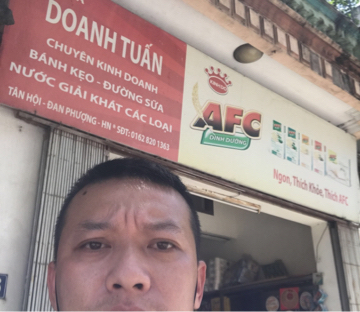 DOANH TUẤN
CHUYÊN KINH DOANH
BÁNH KẸO - ĐƯỜNG SỮA
NƯỚC GIẢI KHÁT CÁC LOẠI
TÂN HỘI - ĐAN PHƯỢNG - HN * SĐT: 0162 820 1363
AFC
DINH DƯỠNG
Ngon, Thích Khỏe, Thích AFC